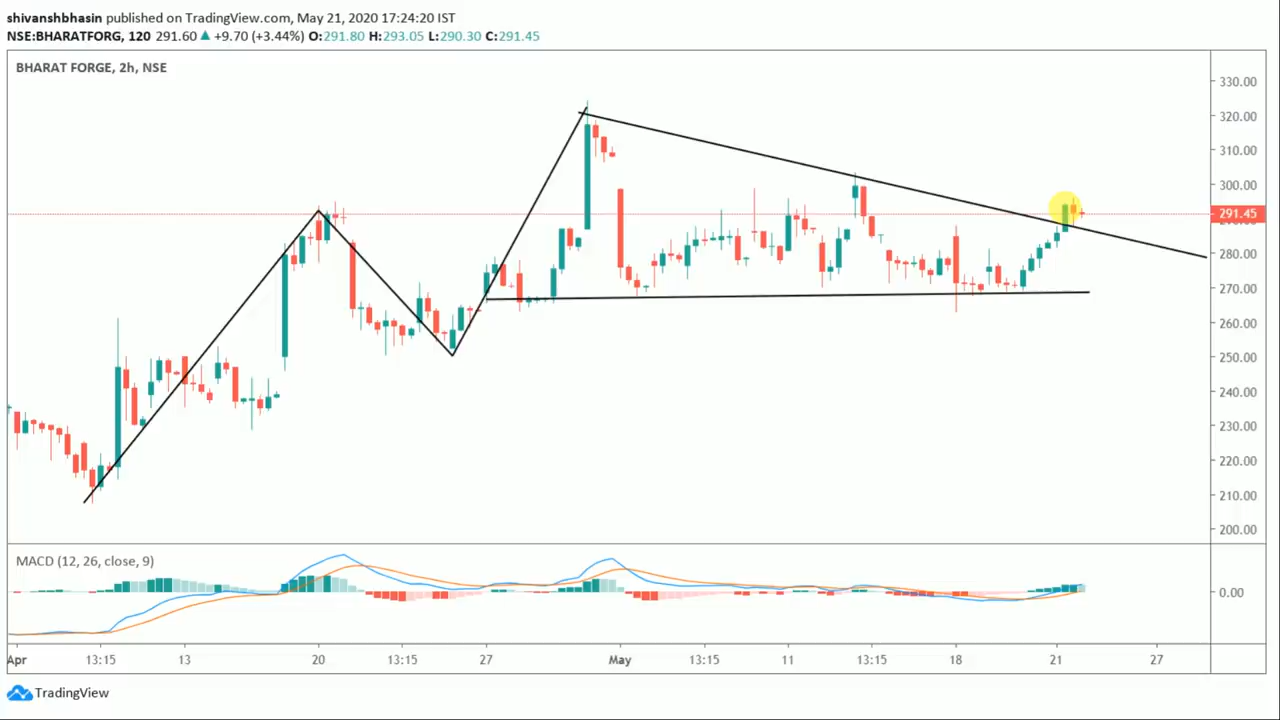 shivanshbhasin published on TradingView.com, May 21, 2020 17:24:20 IST
NSE:BHARATFORG, 120 291.60 ▲ +9.70 (+3.44%) O:291.80 H:293.05 L:290.30 C:291.45
BHARAT FORGE, 2h, NSE
330.00
320.00
310.00
300.00
291.45
280.00
270.00
260.00
250.00
240.00
230.00
220.00
210.00
200.00
MACD (12, 26, close, 9)
0.00
Apr 13:15 13 20 13:15 27 May 13:15 11 13:15 18 21 27
TradingView